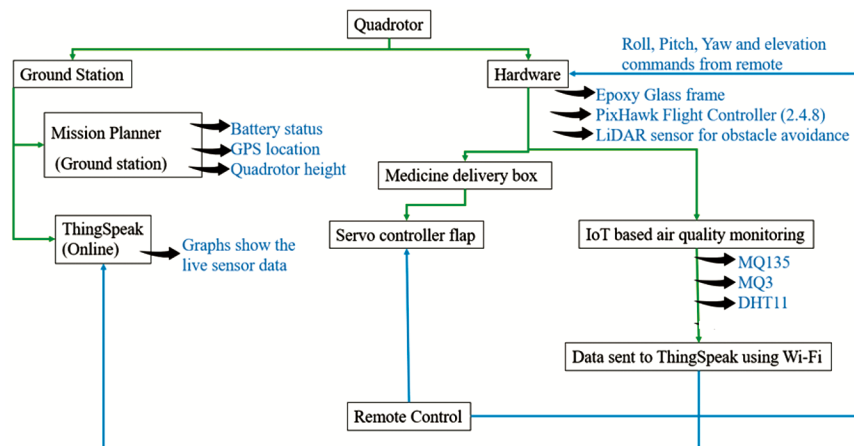 Quadrotor
Ground Station
Hardware
Roll, Pitch, Yaw and elevation
commands from remote
Epoxy Glass frame
PixHawk Flight Controller (2.4.8)
LiDAR sensor for obstacle avoidance
Mission Planner
(Ground station)
Battery status
GPS location
Quadrotor height
Medicine delivery box
ThingSpeak
(Online)
Graphs show the
live sensor data
Servo controller flap
IoT based air quality monitoring
MQ135
MQ3
DHT11
Data sent to ThingSpeak using Wi-Fi
Remote Control